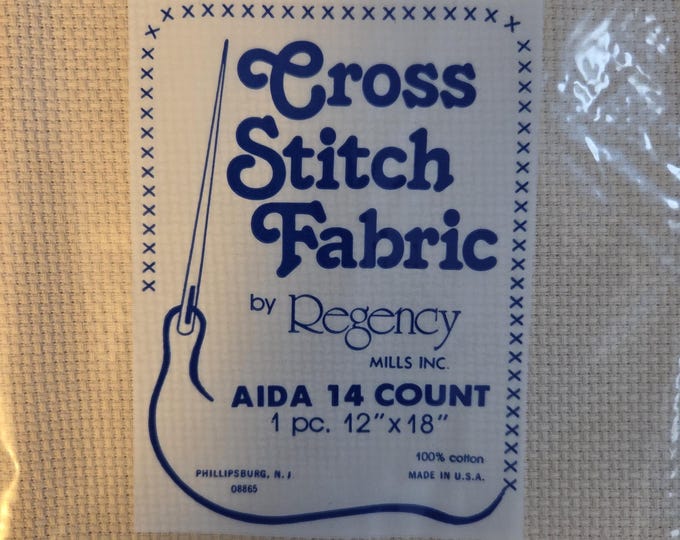 Cross
Stitch
Fabric
by Regency
MILLS INC.
AIDA 14 COUNT
1 pc. 12" x 18"
100% cotton
PHILLIPSBURG, N.J
MADE IN U.S.A.
08865